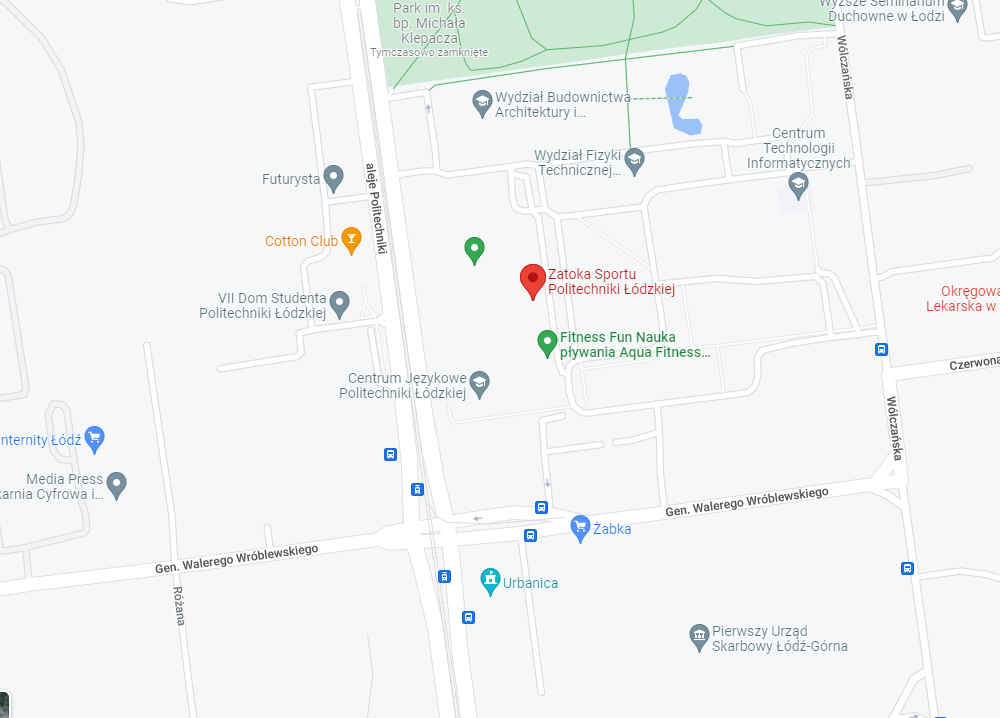 Park im. ks.
bp. Michała
Klepacza
Tymczasowo zamknięte
Wyższe Seminarium
Duchowne w Łodzi
Wólczańska
Wydział Budownictwa
Architektury i...
Centrum
Technologii
Informatycznych
Wydział Fizyki
Technicznej...
Futurysta
aleje Politechniki
Cotton Club
Zatoka Sportu
Politechniki Łódzkiej
VII Dom Studenta
Politechniki Łódzkiej
Okręgowa
Lekarska w
Fitness Fun Nauka
pływania Aqua Fitness...
Czerwona
Centrum Językowe
Politechniki Łódzkiej
Wólczańska
nternity Łódź
Media Press
karnia Cyfrowa i...
Gen. Walerego Wróblewskiego
Żabka
Gen. Walerego Wróblewskiego
Urbanica
Różana
Pierwszy Urząd
Skarbowy Łódź-Górna